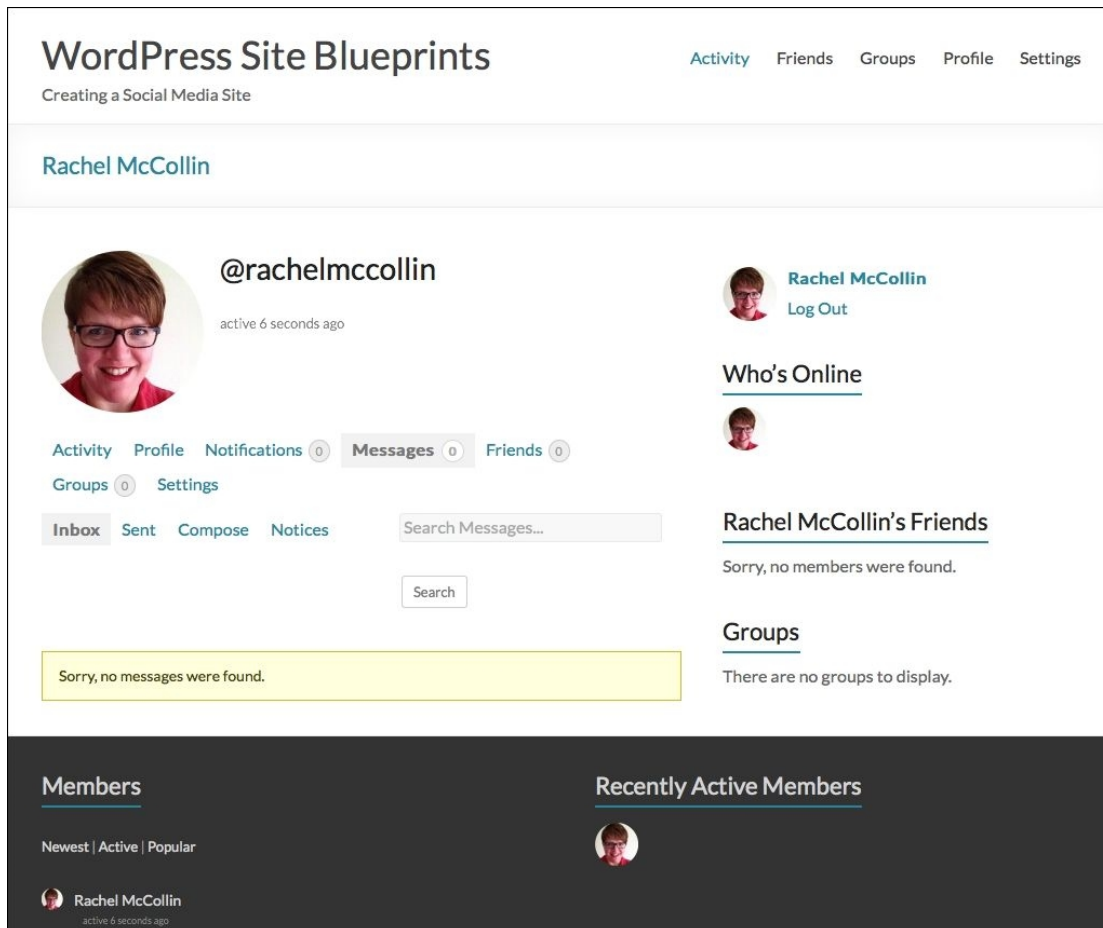 WordPress Site Blueprints
Creating a Social Media Site
Activity Friends Groups Profile Settings
Rachel McCollin
@rachelmccollin
active 6 seconds ago
Activity Profile Notifications 0 Messages 0 Friends 0
Groups 0 Settings
Inbox Sent Compose Notices Search Messages...
Search
Sorry, no messages were found.
Rachel McCollin
Log Out
Who's Online
Rachel McCollin's Friends
Sorry, no members were found.
Groups
There are no groups to display.
Members
Newest | Active | Popular
Rachel McCollin
active 6 seconds ago
Recently Active Members